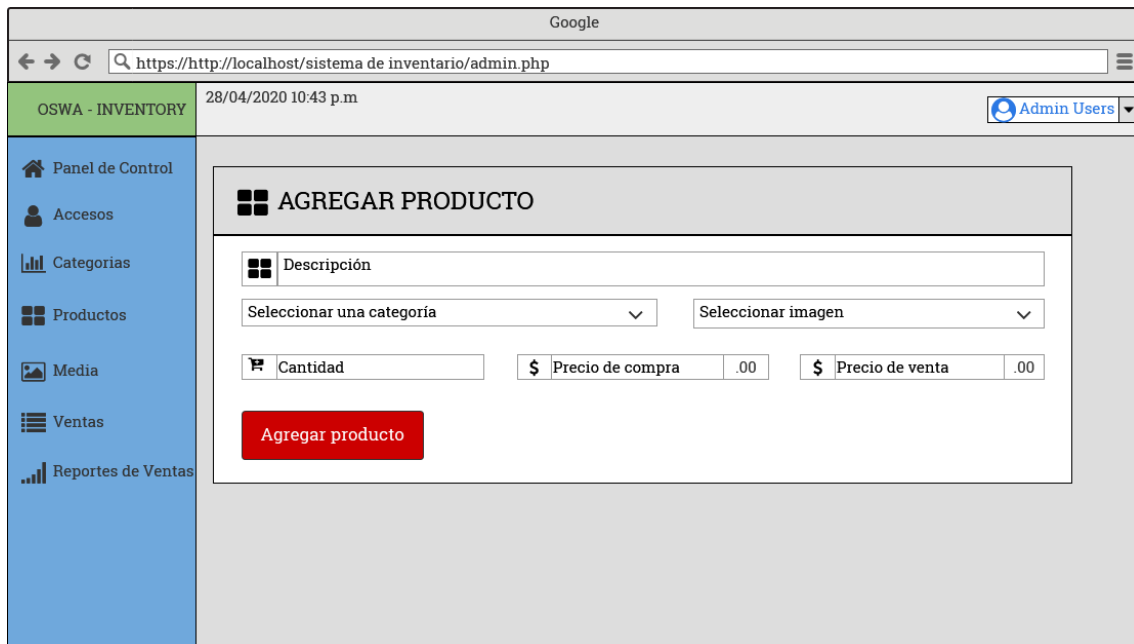 Google
https://http://localhost/sistema de inventario/admin.php
OSWA - INVENTORY
28/04/2020 10:43 p.m
Admin Users
Panel de Control
Accesos
Categorias
Productos
Media
Ventas
Reportes de Ventas
AGREGAR PRODUCTO
Descripción
Seleccionar una categoría
Seleccionar imagen
Cantidad
$ Precio de compra .00
$ Precio de venta .00
Agregar producto